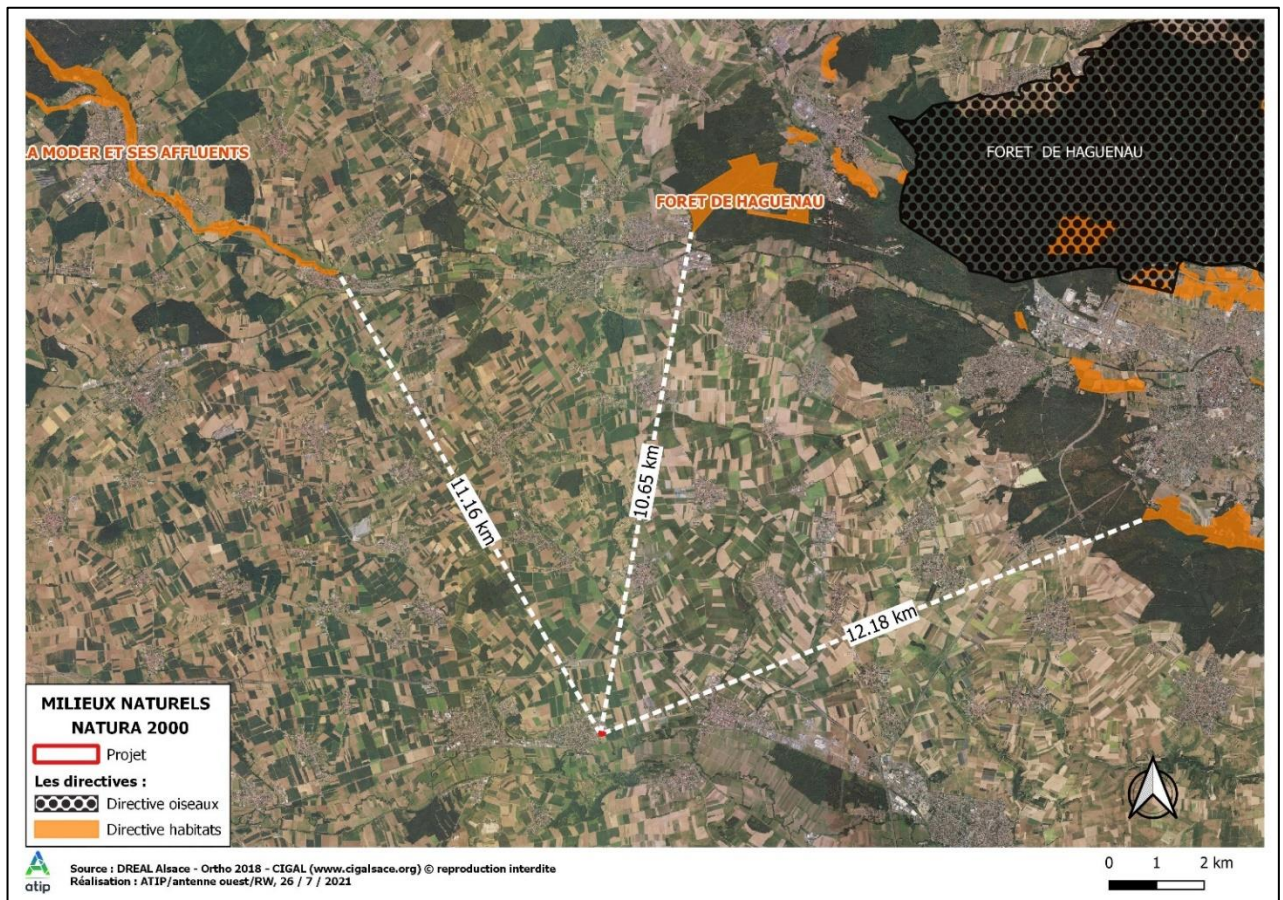 A MODER ET SES AFFLUENTS
FORET DE HAGUENAU
FORET DE HAGUENAU
11.16 km
10.65 km
12.18 km
MILIEUX NATURELS
NATURA 2000
Projet
Les directives :
Directive oiseaux
Directive habitats
atip
Source : DREAL Alsace - Ortho 2018 - CIGAL (www.cigalsace.org) © reproduction interdite
Réalisation : ATIP/antenne ouest/RW, 26 / 7 / 2021
0 1 2 km